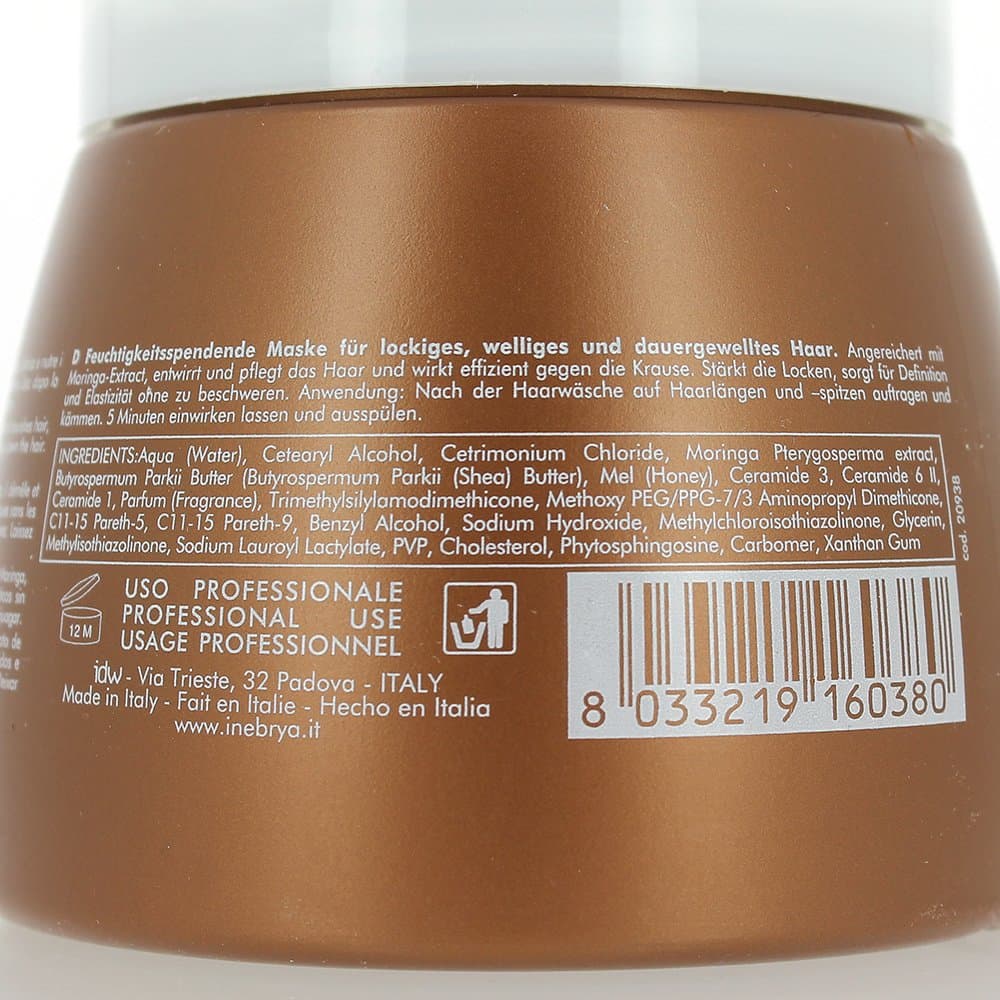 D Feuchtigkeitsspendende Maske für lockiges, welliges und dauergewelltes Haar. Angereichert mit
Moringa-Extract, entwirrt und pflegt das Haar und wirkt effizient gegen die Krause. Stärkt die Locken, sorgt für Definition
und Elastizität ohne zu beschweren. Anwendung: Nach der Haarwäsche auf Haarlängen und –spitzen auftragen und
kämmen. 5 Minuten einwirken lassen und ausspülen.
INGREDIENTS:Aqua (Water), Cetearyl Alcohol, Cetrimonium Chloride, Moringa Pterygosperma extract,
Butyrospermum Parkii Butter (Butyrospermum Parkii (Shea) Butter), Mel (Honey), Ceramide 3, Ceramide 6 II,
Ceramide 1, Parfum (Fragrance), Trimethylsilylamodimethicone, Methoxy PEG/PPG-7/3 Aminopropyl Dimethicone,
C11-15 Pareth-5, C11-15 Pareth-9, Benzyl Alcohol, Sodium Hydroxide, Methylchloroisothiazolinone, Glycerin,
Methylisothiazolinone, Sodium Lauroyl Lactylate, PVP, Cholesterol, Phytosphingosine, Carbomer, Xanthan Gum
cod. 20938
12 M
USO PROFESSIONALE
PROFESSIONAL USE
USAGE PROFESSIONNEL
idw - Via Trieste, 32 Padova - ITALY
Made in Italy - Fait en Italie - Hecho en Italia
www.inebrya.it
8 033219 160380